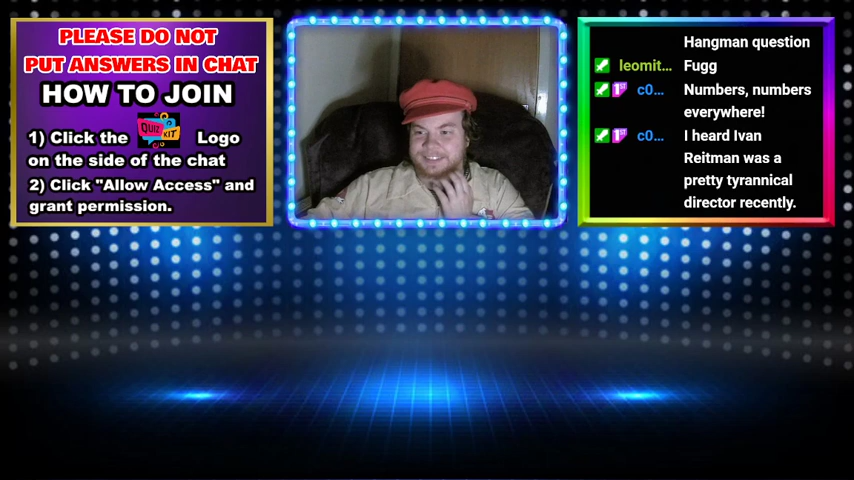 PLEASE DO NOT
PUT ANSWERS IN CHAT
HOW TO JOIN
1) Click the QUIZ KIT Logo
on the side of the chat
2) Click "Allow Access" and
grant permission.
Hangman question
leomit... Fugg
c0... Numbers, numbers
everywhere!
c0... I heard Ivan
Reitman was a
pretty tyrannical
director recently.